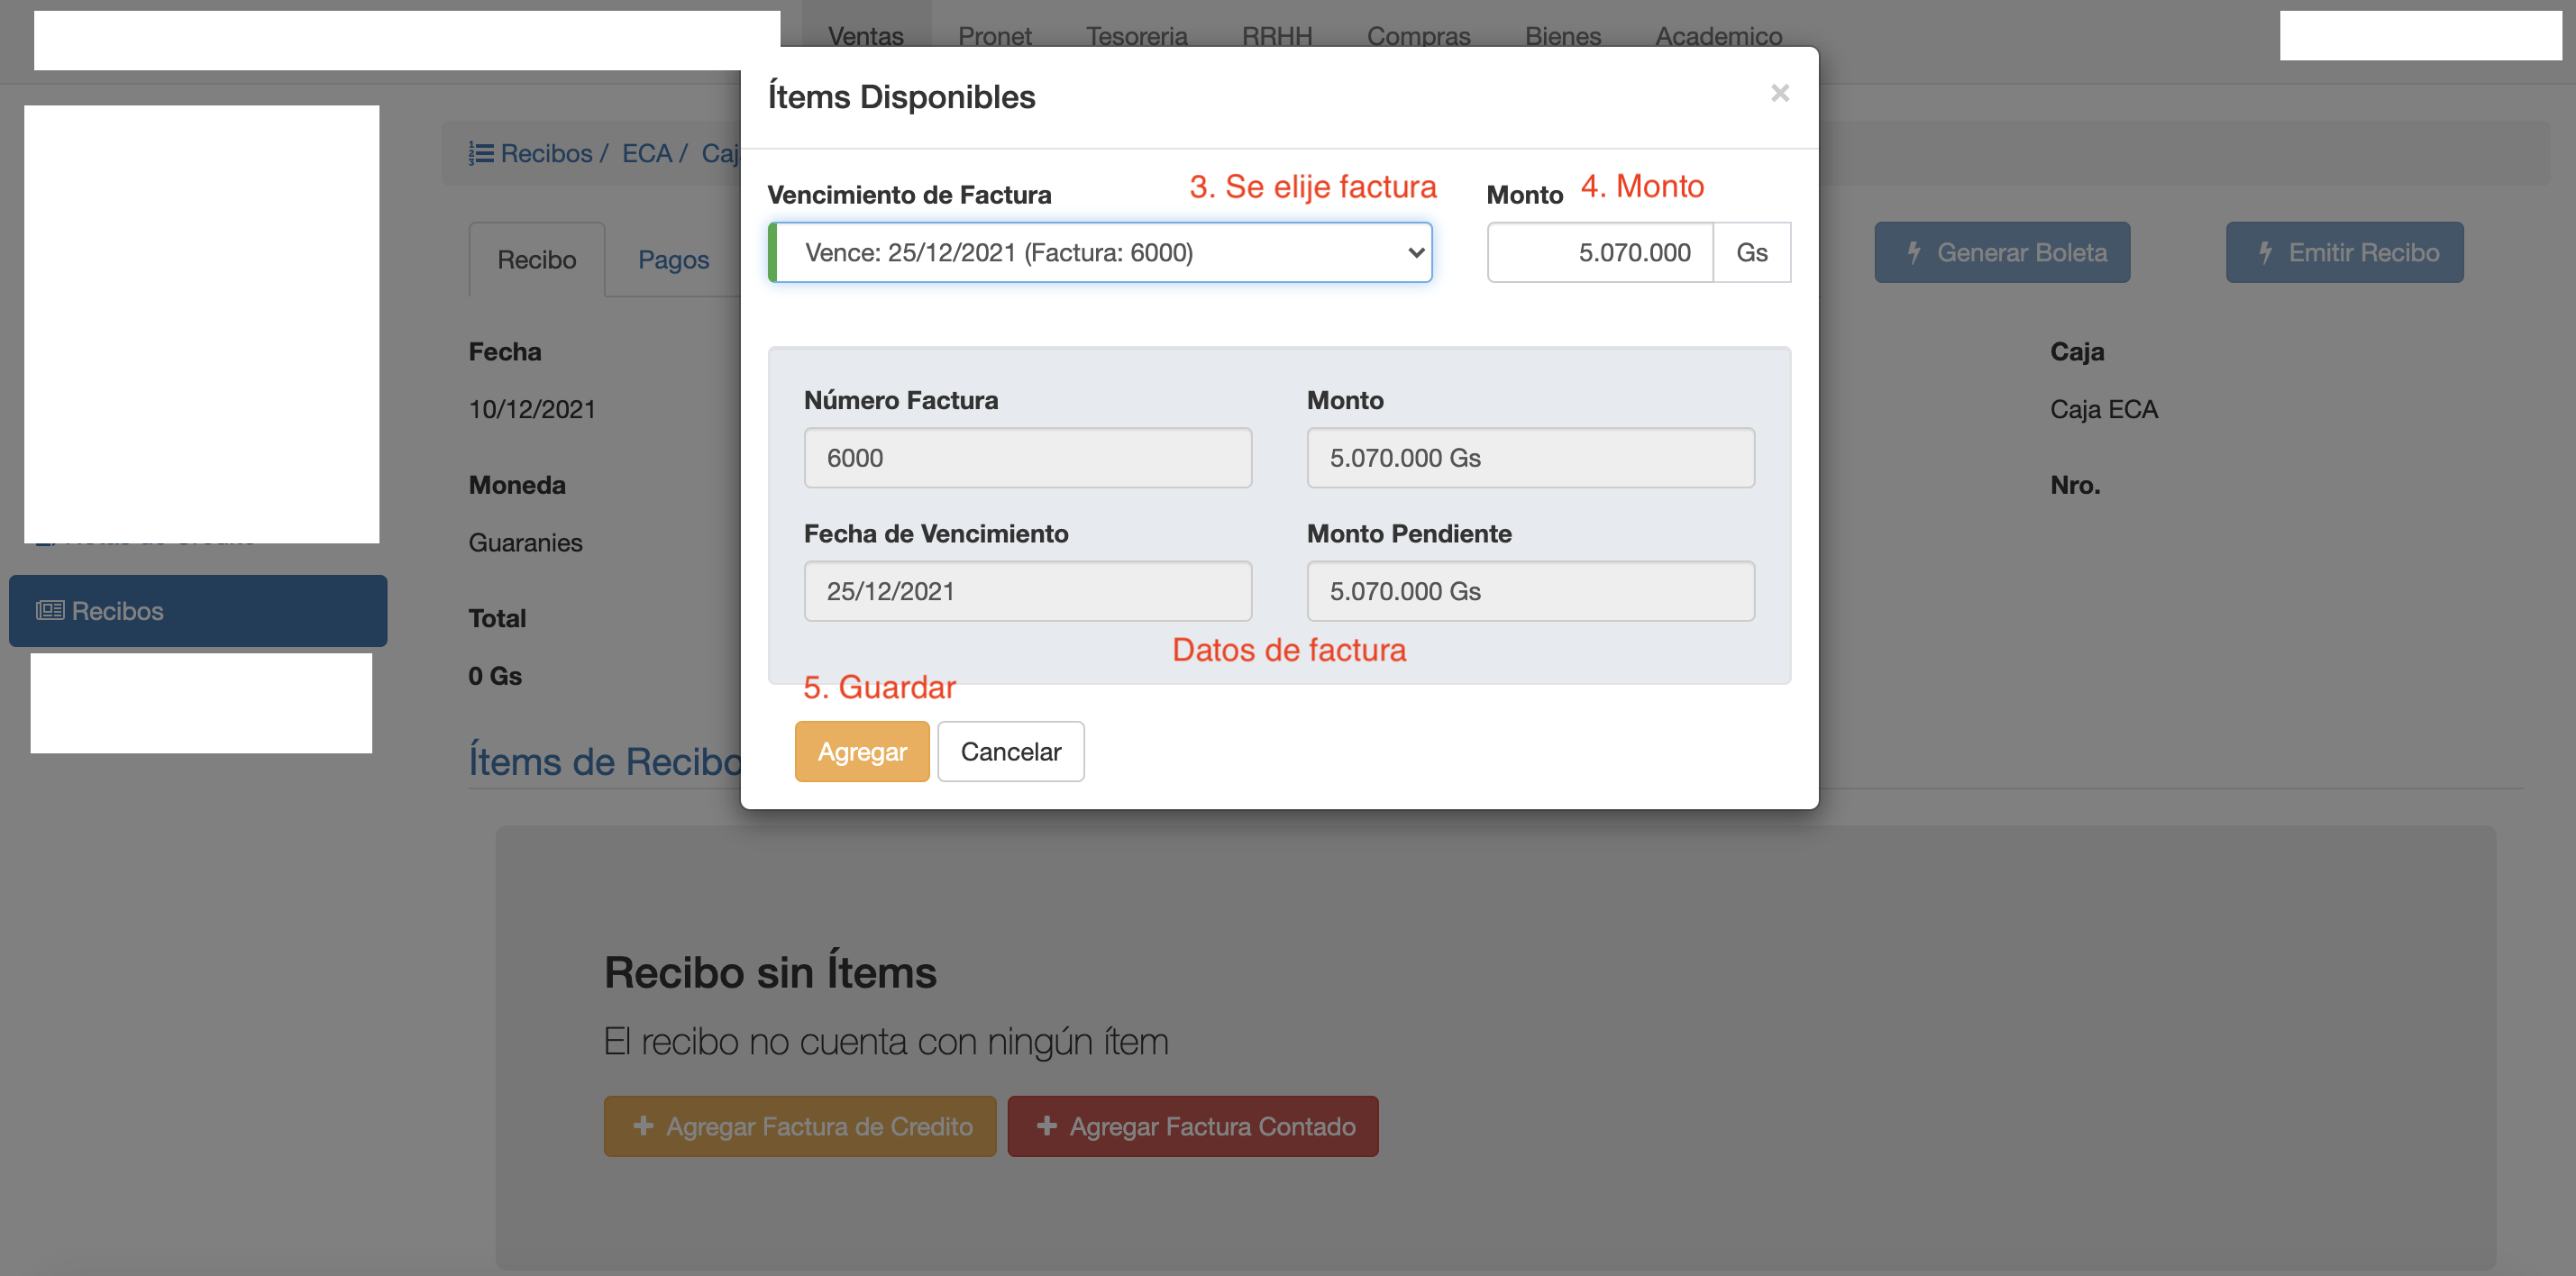 Ventas Pronet Tesoreria RRHH Compras Bienes Academico
Ítems Disponibles ×
Recibos / ECA /
Vencimiento de Factura 3. Se elije factura Monto 4. Monto
Vence: 25/12/2021 (Factura: 6000) 5.070.000 Gs
Generar Boleta Emitir Recibo
Recibo Pagos
Fecha Caja
10/12/2021 Caja ECA
Número Factura Monto
6000 5.070.000 Gs
Moneda Nro.
Guaranies
Fecha de Vencimiento Monto Pendiente
25/12/2021 5.070.000 Gs
Recibos
Total
0 Gs
Datos de factura
5. Guardar
Agregar Cancelar
Ítems de Recibo
Recibo sin Ítems
El recibo no cuenta con ningún ítem
Agregar Factura de Credito Agregar Factura Contado